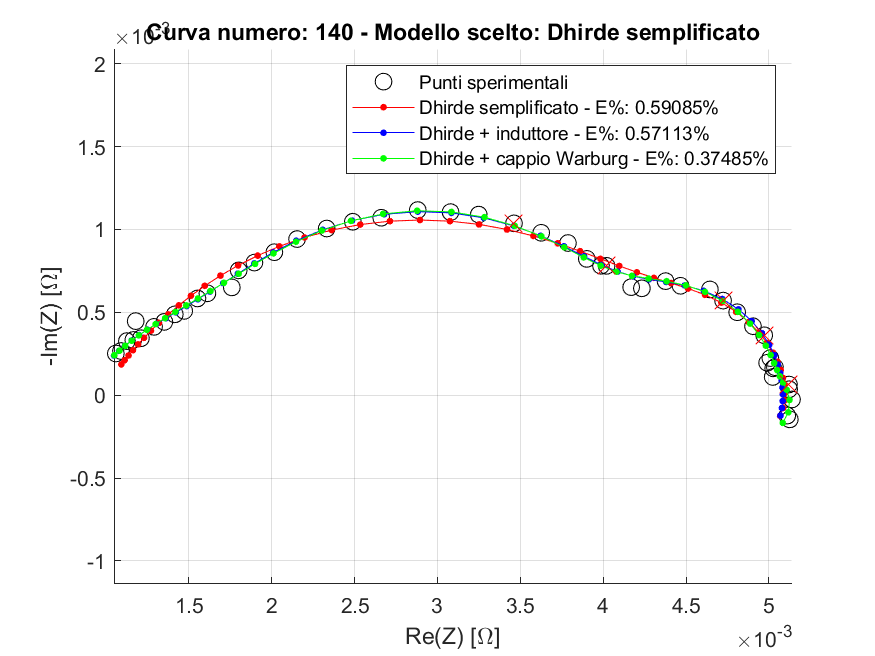 ×10-3
Curva numero: 140 - Modello scelto: Dhirde semplificato
Punti sperimentali
Dhirde semplificato - E%: 0.59085%
Dhirde + induttore - E%: 0.57113%
Dhirde + cappio Warburg - E%: 0.37485%
2
1.5
1
0.5
0
-0.5
-1
-Im(Z) [Ω]
1.5
2
2.5
3
3.5
4
4.5
5
Re(Z) [Ω]
×10-3